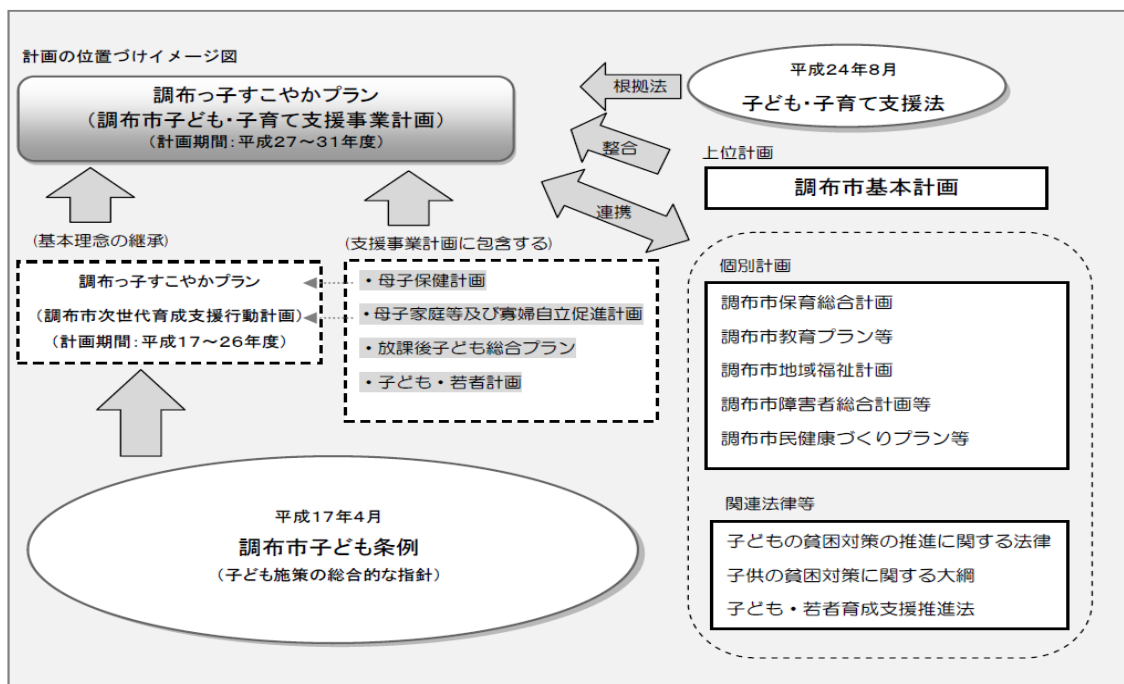 計画の位置づけイメージ図
調布っ子すこやかプラン
（調布市子ども・子育て支援事業計画）
（計画期間：平成27～31年度）
根拠法
平成24年8月
子ども・子育て支援法
整合
上位計画
調布市基本計画
連携
(基本理念の継承)
調布っ子すこやかプラン
（調布市次世代育成支援行動計画）
（計画期間：平成17～26年度）
(支援事業計画に包含する)
・母子保健計画
・母子家庭等及び寡婦自立促進計画
・放課後子ども総合プラン
・子ども・若者計画
個別計画
調布市保育総合計画
調布市教育プラン等
調布市地域福祉計画
調布市障害者総合計画等
調布市民健康づくりプラン等
関連法律等
子どもの貧困対策の推進に関する法律
子供の貧困対策に関する大綱
子ども・若者育成支援推進法
平成17年4月
調布市子ども条例
（子ども施策の総合的な指針）